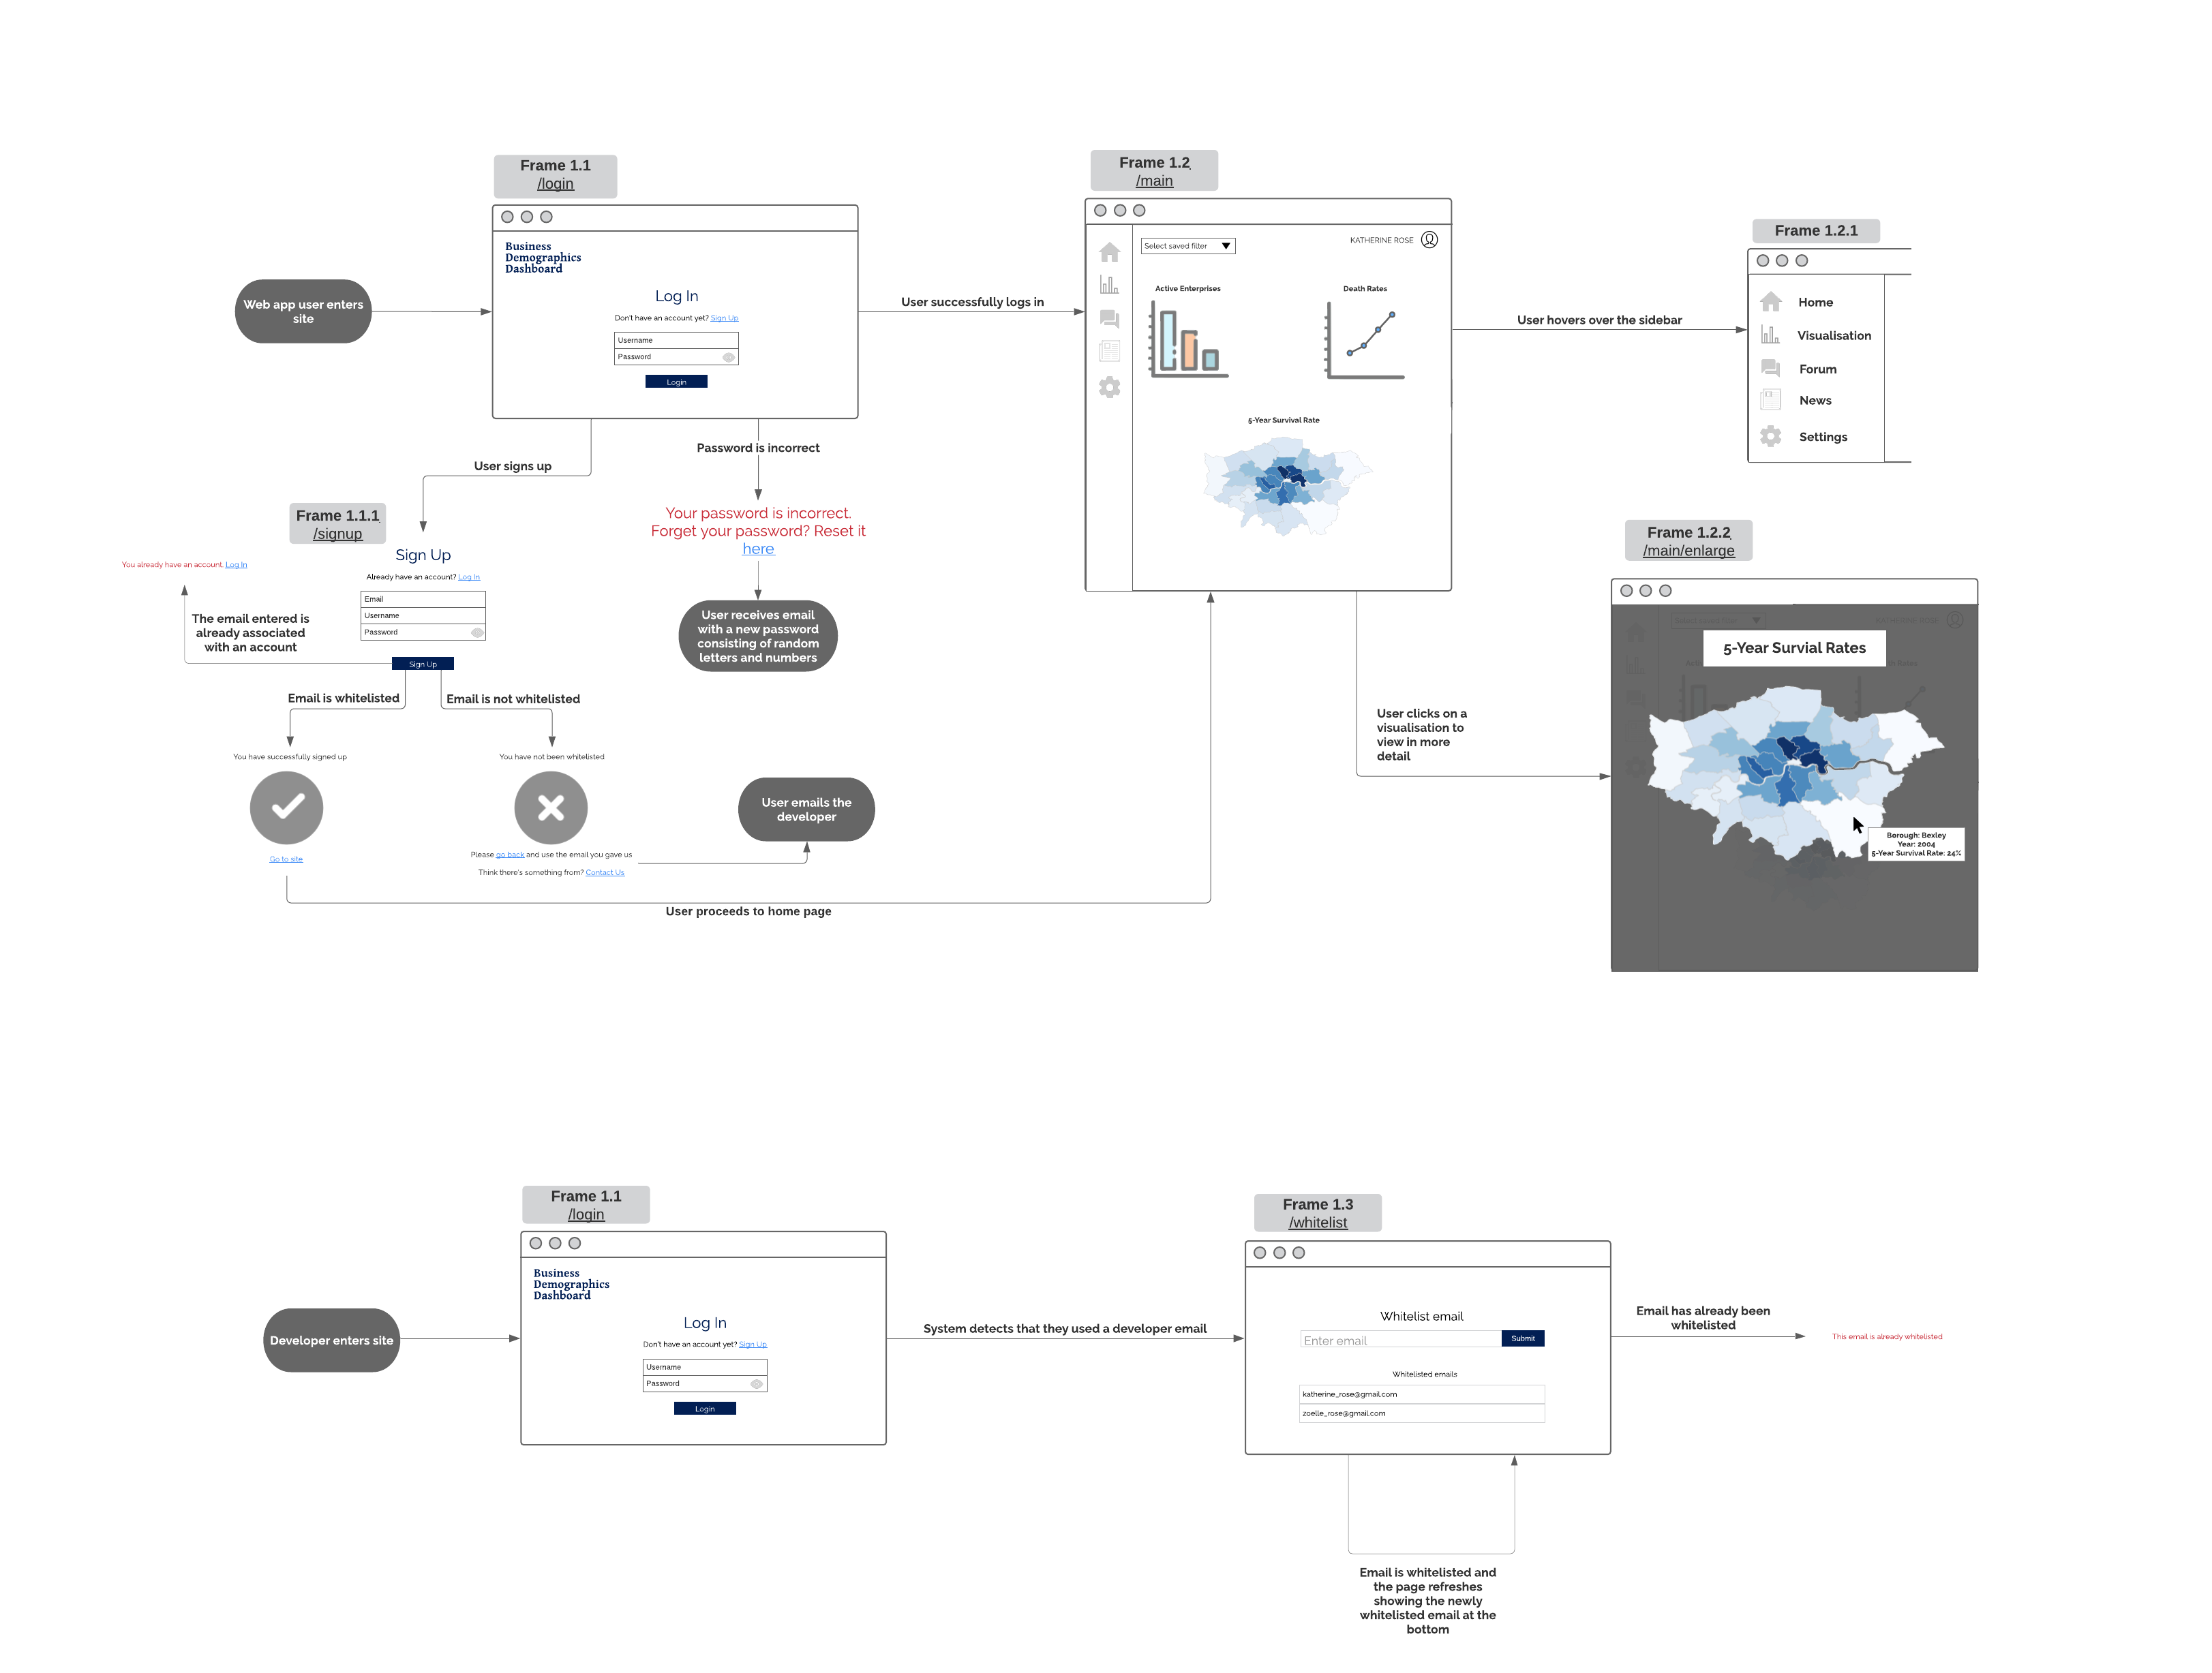 Frame 1.1
/login
Business
Demographics
Dashboard
Log In
Don't have an account yet? Sign Up
Username
Password
Login
Web app user enters
site
User successfully logs in
Frame 1.2
/main
Select saved filter
KATHERINE ROSE
Active Enterprises
Death Rates
5-Year Survival Rate
User hovers over the sidebar
Frame 1.2.1
Home
Visualisation
Forum
News
Settings
User signs up
Password is incorrect
Your password is incorrect.
Forget your password? Reset it
here
User receives email
with a new password
consisting of random
letters and numbers
Frame 1.1.1
/signup
Sign Up
Already have an account? Log In
Email
Username
Password
Sign Up
You already have an account. Log In
The email entered is
already associated
with an account
Email is whitelisted
Email is not whitelisted
You have successfully signed up
Go to site
You have not been whitelisted
Please go back and use the email you gave us
Think there's something from? Contact Us
User emails the
developer
User proceeds to home page
User clicks on a
visualisation to
view in more
detail
Frame 1.2.2
/main/enlarge
5-Year Survial Rates
Borough: Bexley
Year: 2004
5-Year Survival Rate: 24%
Frame 1.1
/login
Business
Demographics
Dashboard
Log In
Don't have an account yet? Sign Up
Username
Password
Login
Developer enters site
System detects that they used a developer email
Frame 1.3
/whitelist
Whitelist email
Enter email
Submit
Whitelisted emails
katherine_rose@gmail.com
zoelle_rose@gmail.com
Email has already been
whitelisted
This email is already whitelisted
Email is whitelisted and
the page refreshes
showing the newly
whitelisted email at the
bottom